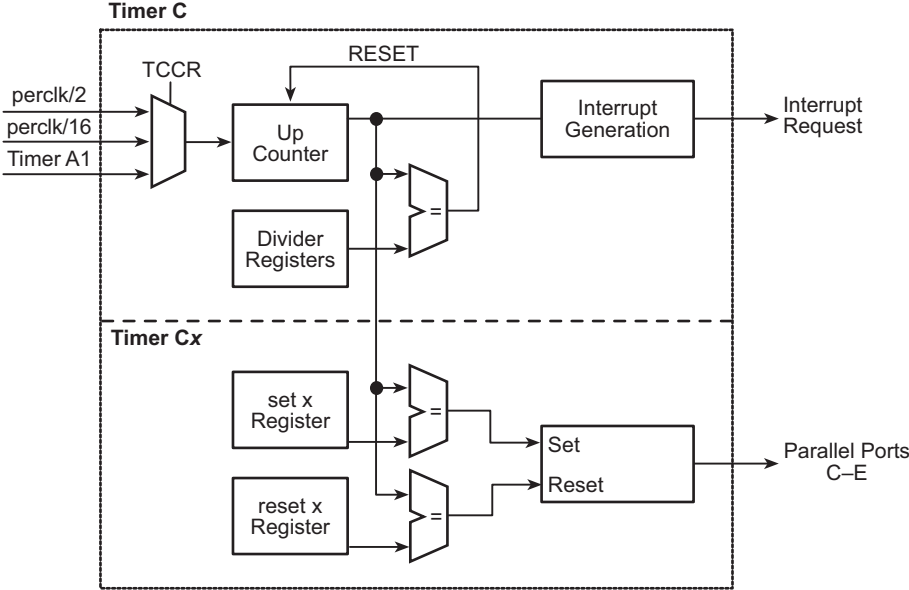 Timer C
TCCR
RESET
perclk/2
perclk/16
Timer A1
Up
Counter
Interrupt
Generation
Interrupt
Request
=
Divider
Registers
Timer Cx
set x
Register
=
Set
Reset
Parallel Ports
C–E
reset x
Register
=